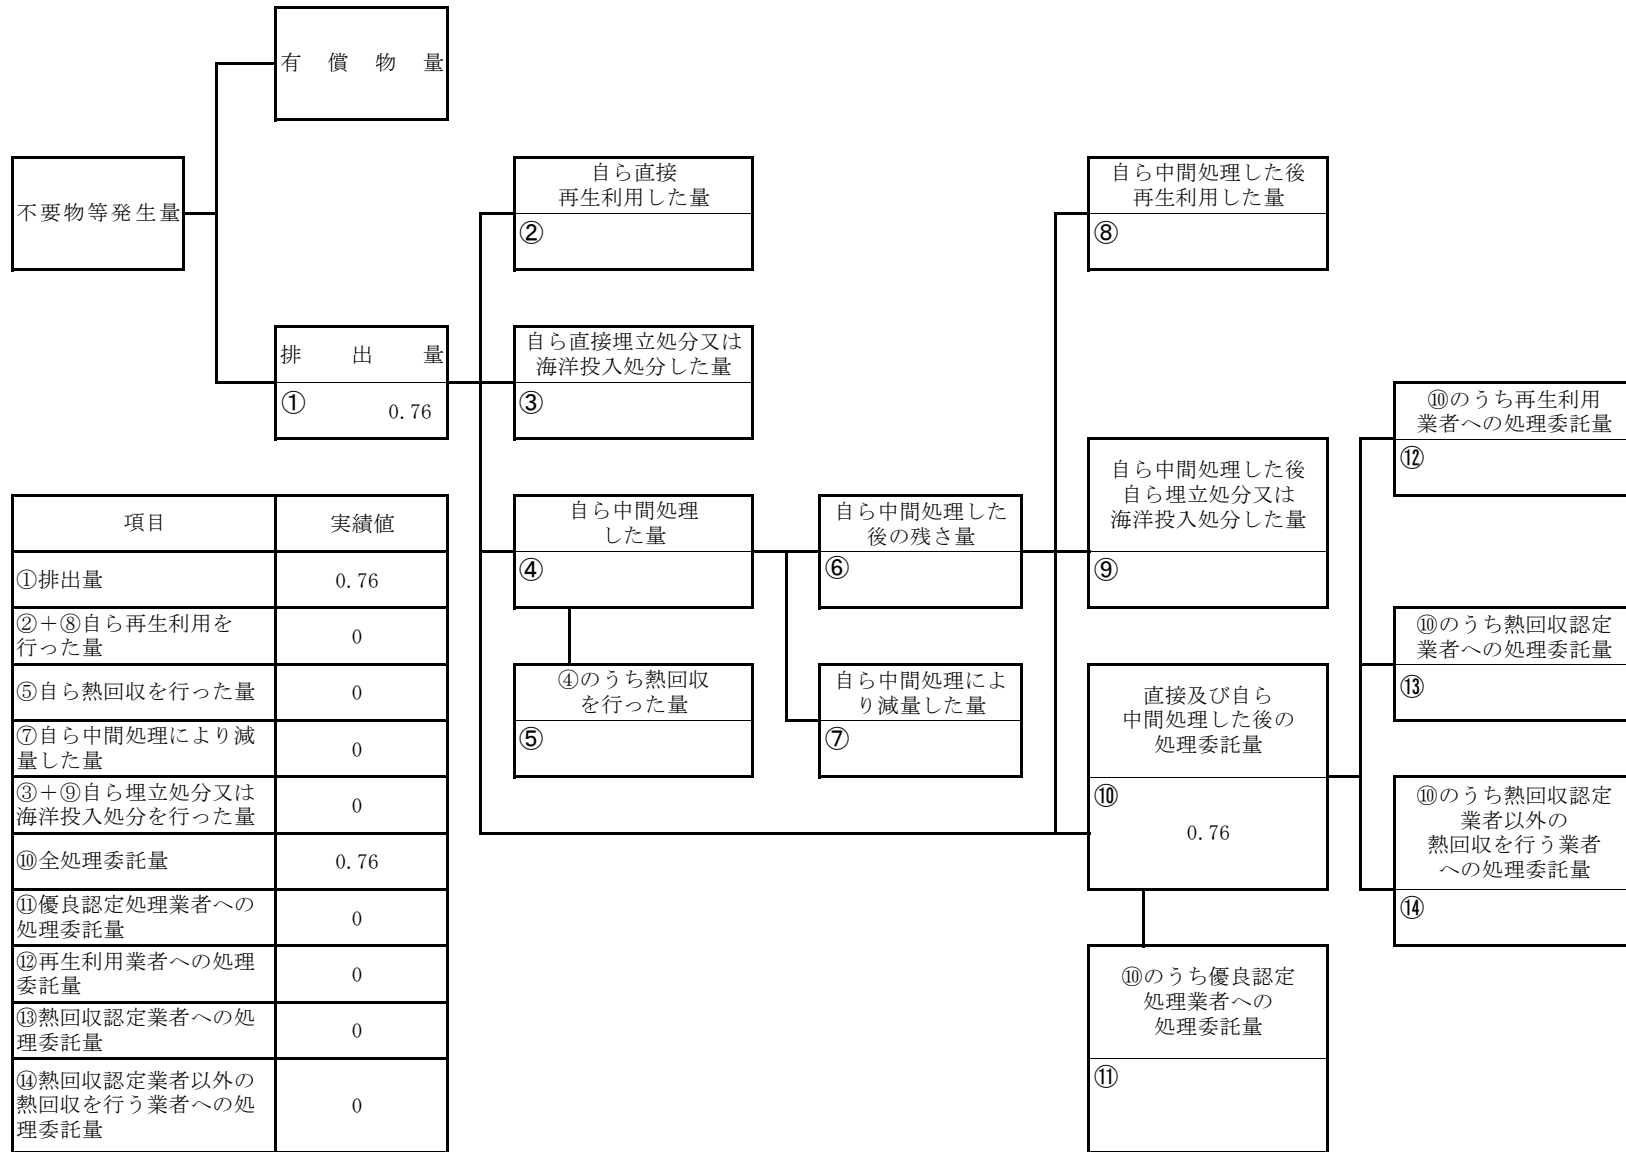 有償物量
不要物等発生量
自ら直接
再生利用した量
②
自ら中間処理した後
再生利用した量
⑧
排出量
①
0.76
自ら直接埋立処分又は
海洋投入処分した量
③
⑩のうち再生利用
業者への処理委託量
⑫
自ら中間処理
した量
④
自ら中間処理した
後の残さ量
⑥
自ら中間処理した後
自ら埋立処分又は
海洋投入処分した量
⑨
④のうち熱回収
を行った量
⑤
自ら中間処理によ
り減量した量
⑦
直接及び自ら
中間処理した後の
処理委託量
⑩
0.76
⑩のうち熱回収認定
業者への処理委託量
⑬
⑩のうち熱回収認定
業者以外の
熱回収を行う業者
への処理委託量
⑭
⑩のうち優良認定
処理業者への
処理委託量
⑪
項目 実績値
①排出量 0.76
②+⑧自ら再生利用を
行った量 0
⑤自ら熱回収を行った量 0
⑦自ら中間処理により減
量した量 0
③+⑨自ら埋立処分又は
海洋投入処分を行った量 0
⑩全処理委託量 0.76
⑪優良認定処理業者への
処理委託量 0
⑫再生利用業者への処理
委託量 0
⑬熱回収認定業者への処
理委託量 0
⑭熱回収認定業者以外の
熱回収を行う業者への処 0
理委託量